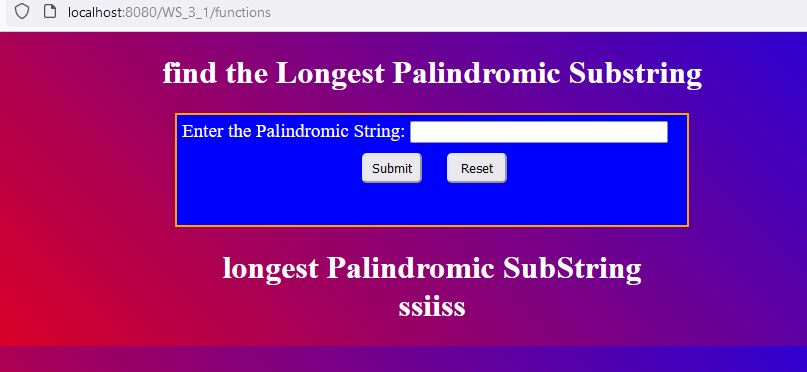 localhost:8080/WS_3_1/functions
find the Longest Palindromic Substring
Enter the Palindromic String:
Submit Reset
longest Palindromic SubString
ssiiss